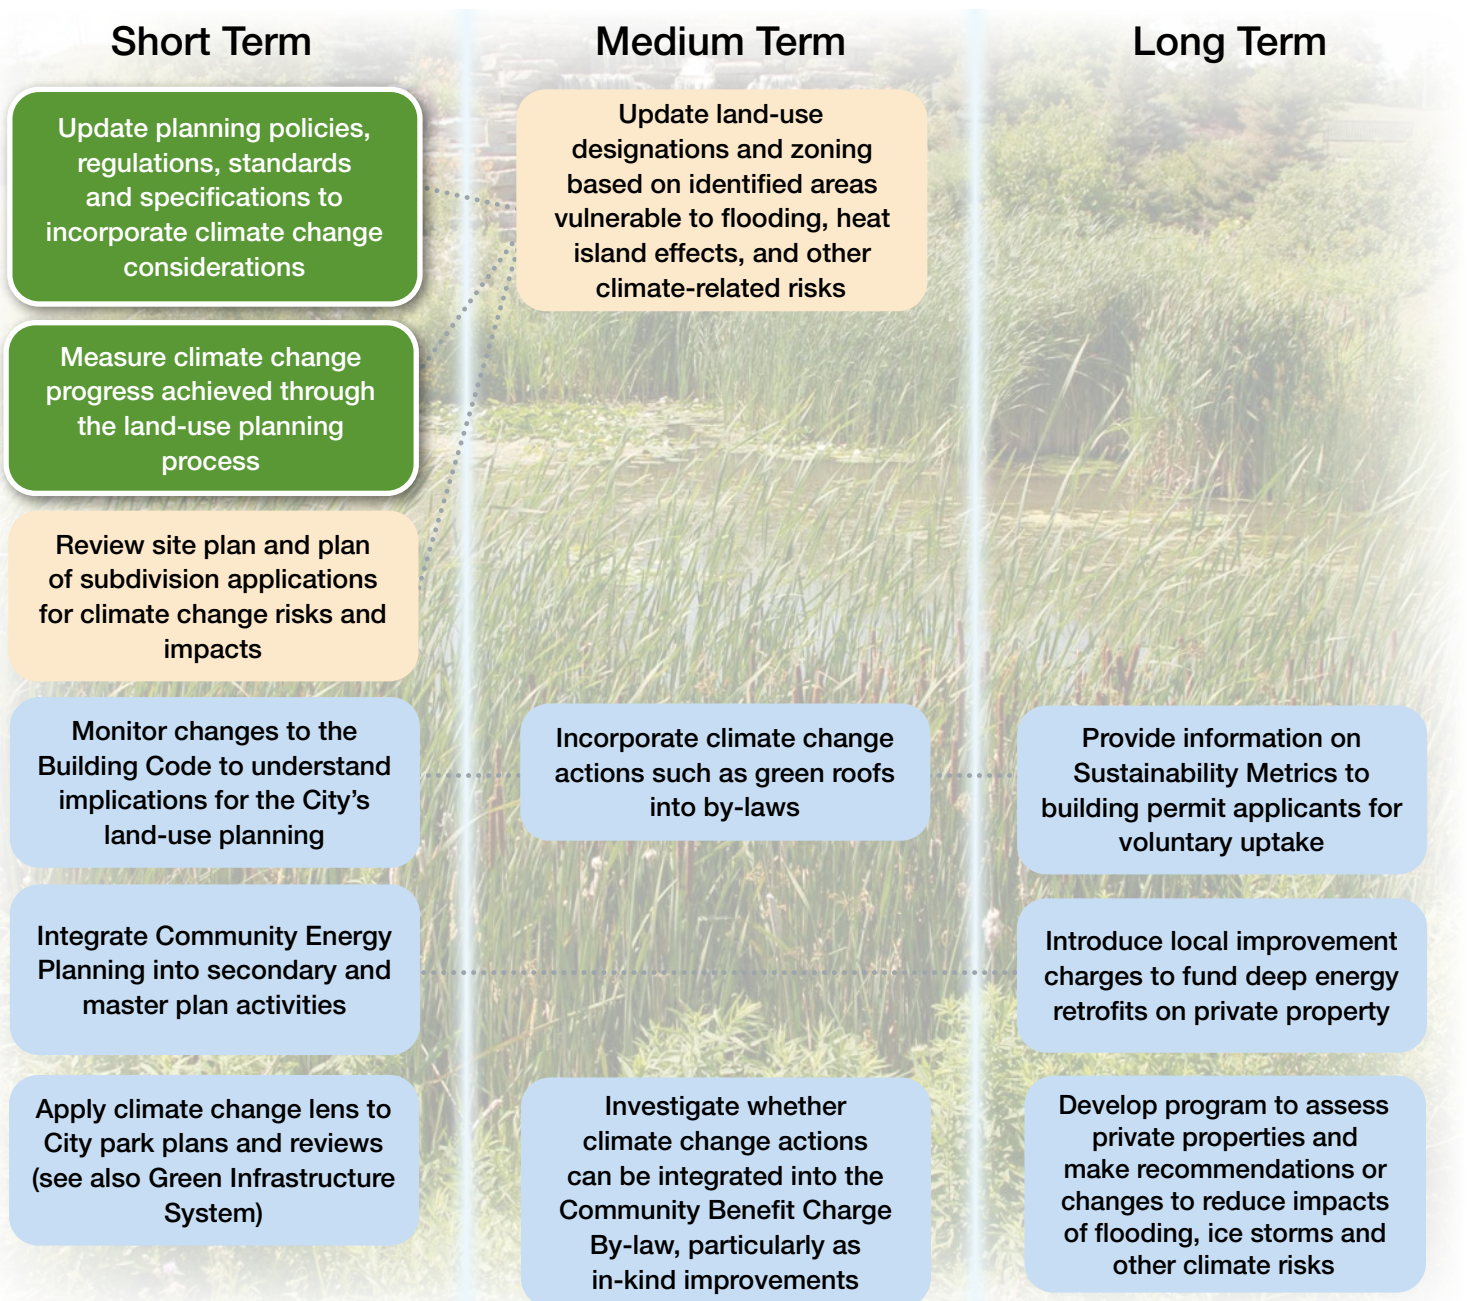 Short Term
Medium Term
Long Term
Update planning policies,
regulations, standards
and specifications to
incorporate climate change
considerations
Update land-use
designations and zoning
based on identified areas
vulnerable to flooding, heat
island effects, and other
climate-related risks
Measure climate change
progress achieved through
the land-use planning
process
Review site plan and plan
of subdivision applications
for climate change risks and
impacts
Monitor changes to the
Building Code to understand
implications for the City’s
land-use planning
Incorporate climate change
actions such as green roofs
into by-laws
Provide information on
Sustainability Metrics to
building permit applicants for
voluntary uptake
Integrate Community Energy
Planning into secondary and
master plan activities
Introduce local improvement
charges to fund deep energy
retrofits on private property
Apply climate change lens to
City park plans and reviews
(see also Green Infrastructure
System)
Investigate whether
climate change actions
can be integrated into the
Community Benefit Charge
By-law, particularly as
in-kind improvements
Develop program to assess
private properties and
make recommendations or
changes to reduce impacts
of flooding, ice storms and
other climate risks